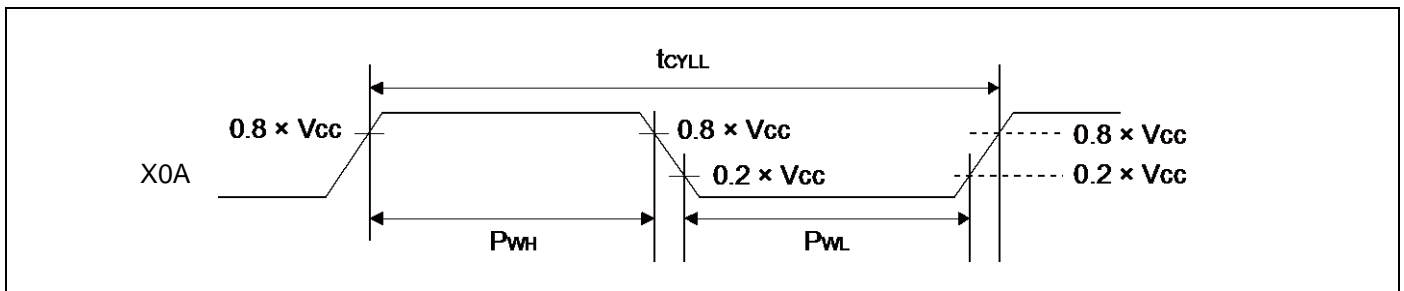 tCYLL
0.8 × Vcc
0.8 × Vcc
0.8 × Vcc
X0A
0.2 × Vcc
0.2 × Vcc
PWH
PWL